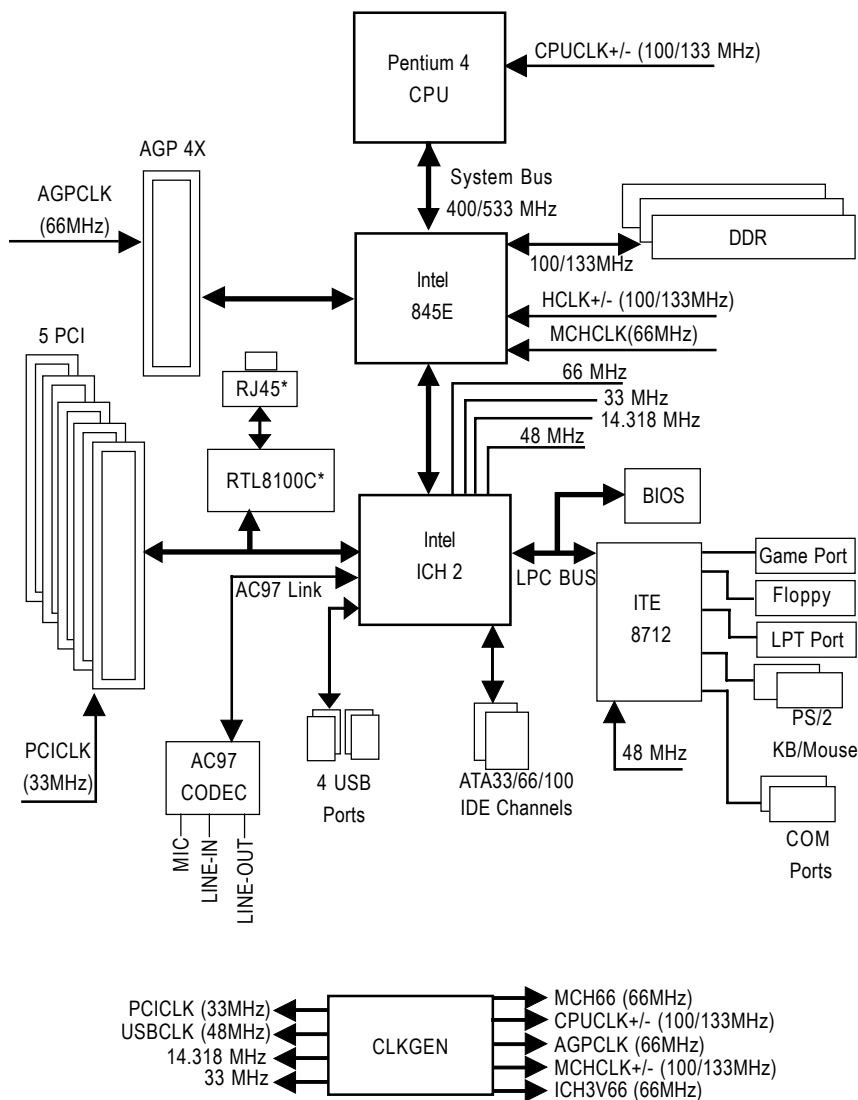 Pentium 4
CPU
CPUCLK+/- (100/133 MHz)
AGP 4X
AGPCLK
(66MHz)
System Bus
400/533 MHz
DDR
100/133MHz
Intel
845E
HCLK+/- (100/133MHz)
MCHCLK(66MHz)
5 PCI
RJ45*
66 MHz
33 MHz
14.318 MHz
48 MHz
RTL8100C*
BIOS
Intel
ICH 2
LPC BUS
AC97 Link
ITE
8712
Game Port
Floppy
LPT Port
PS/2
KB/Mouse
48 MHz
PCICLK
(33MHz)
AC97
CODEC
4 USB
Ports
ATA33/66/100
IDE Channels
COM
Ports
MIC
LINE-IN
LINE-OUT
CLKGEN
PCICLK (33MHz)
USBCLK (48MHz)
14.318 MHz
33 MHz
MCH66 (66MHz)
CPUCLK+/- (100/133MHz)
AGPCLK (66MHz)
MCHCLK+/- (100/133MHz)
ICH3V66 (66MHz)